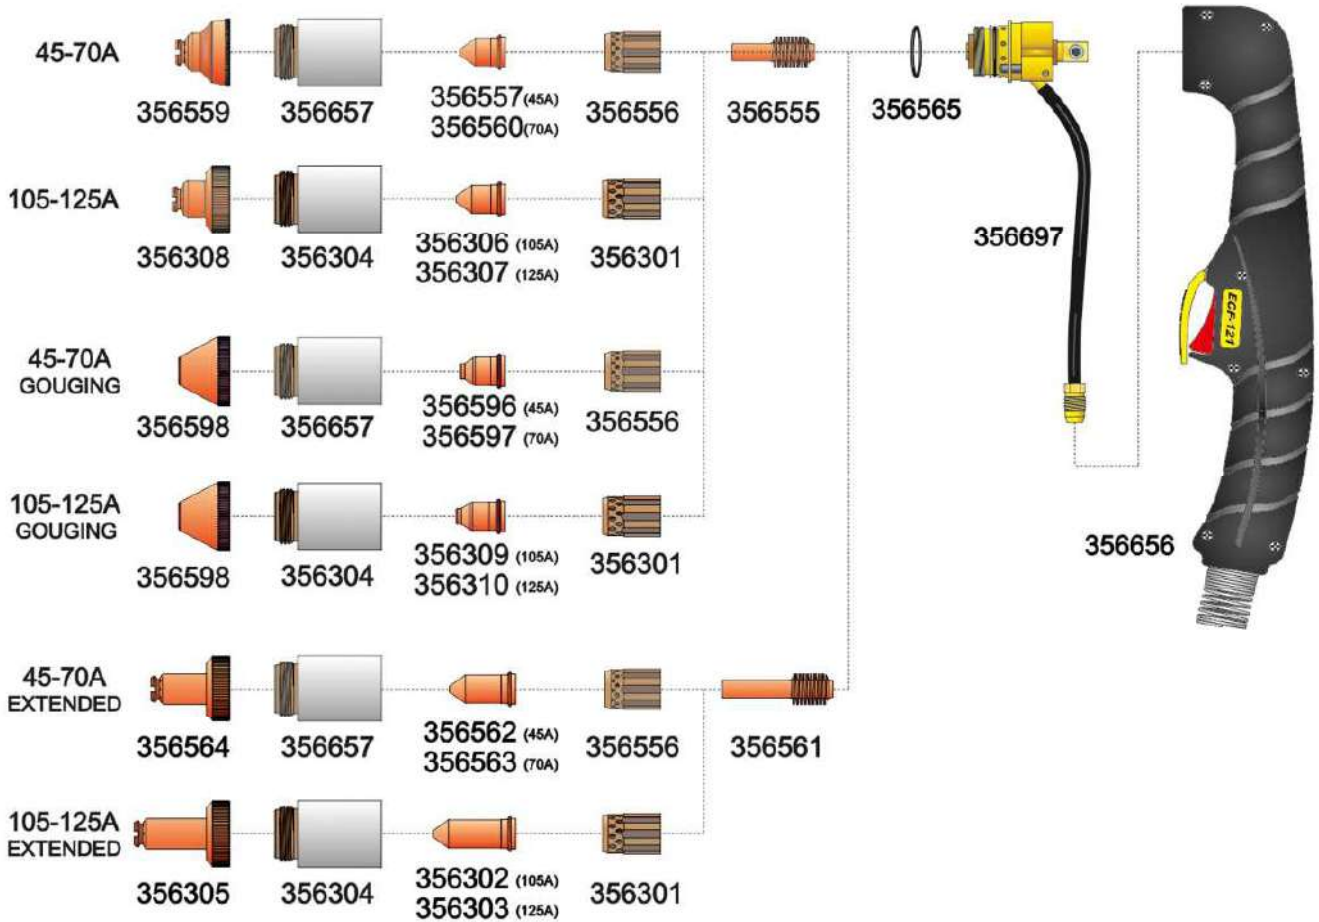 45-70A
356559
356657
356557 (45A)
356560 (70A)
356556
356555
356565
356697
ECF-121
356656
105-125A
356308
356304
356306 (105A)
356307 (125A)
356301
45-70A
GOUGING
356598
356657
356596 (45A)
356597 (70A)
356556
105-125A
GOUGING
356598
356304
356309 (105A)
356310 (125A)
356301
45-70A
EXTENDED
356564
356657
356562 (45A)
356563 (70A)
356556
356561
105-125A
EXTENDED
356305
356304
356302 (105A)
356303 (125A)
356301